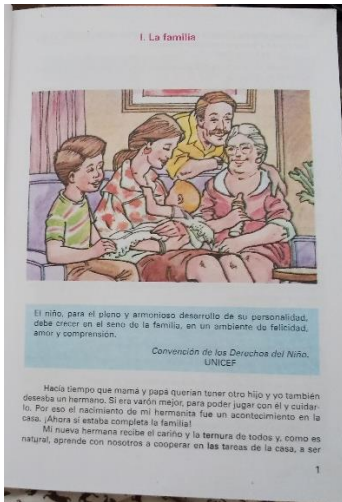 I. La familia
El niño, para el pleno y armonioso desarrollo de su personalidad,
debe crecer en el seno de la familia, en un ambiente de felicidad,
amor y comprensión.
Convención de los Derechos del Niño.
UNICEF
Hacía tiempo que mamá y papá querían tener otro hijo y yo también
deseaba un hermano. Si era varón mejor, para poder jugar con él y cuidar-
lo. Por eso el nacimiento de mi hermanita fue un acontecimiento en la
casa. ¡Ahora sí estaba completa la familia!
Mi nueva hermana recibe el cariño y la ternura de todos y, como es
natural, aprende con nosotros a cooperar en las tareas de la casa, a ser
1